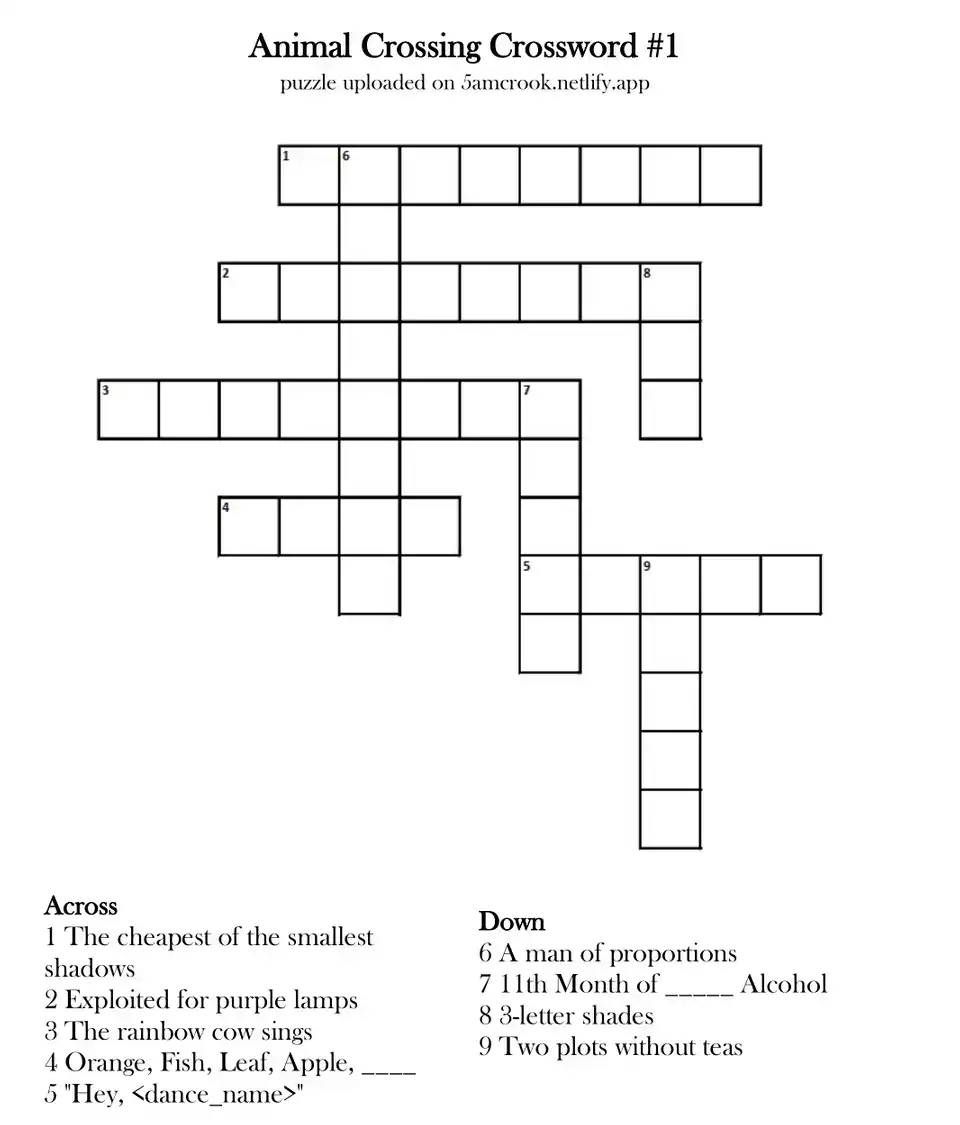 Animal Crossing Crossword #1
puzzle uploaded on 5amcrook.netlify.app
1 6
2 8
3 7
4
5 9
Across
1 The cheapest of the smallest
shadows
2 Exploited for purple lamps
3 The rainbow cow sings
4 Orange, Fish, Leaf, Apple, ____
5 "Hey, <dance_name>"
Down
6 A man of proportions
7 11th Month of _____ Alcohol
8 3-letter shades
9 Two plots without teas